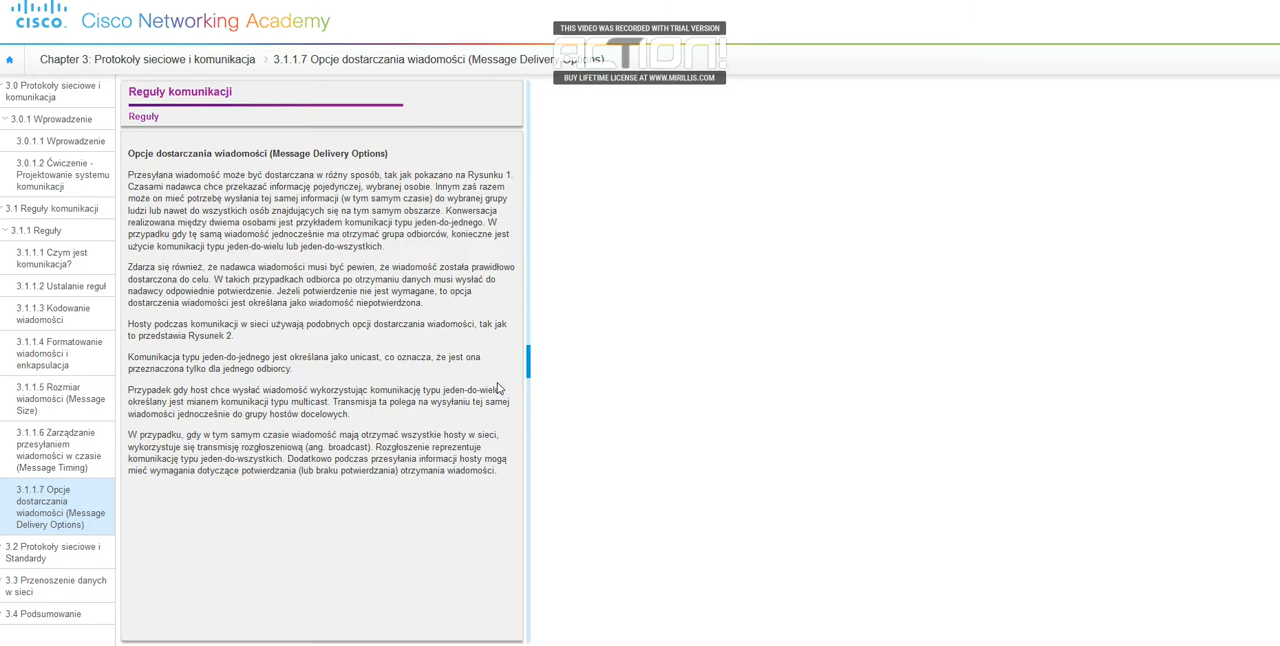 CISCO. Cisco Networking Academy
THIS VIDEO WAS RECORDED WITH TRIAL VERSION
ACTION!
BUY LIFETIME LICENSE AT WWW.MIRILLIS.COM
Chapter 3: Protokoły sieciowe i komunikacja
3.1.1.7 Opcje dostarczania wiadomości (Message Delivery Options)
3.0 Protokoły sieciowe i
komunikacja
3.0.1 Wprowadzenie
3.0.1.1 Wprowadzenie
3.0.1.2 Ćwiczenie -
Projektowanie systemu
komunikacji
3.1 Reguły komunikacji
3.1.1 Reguły
3.1.1.1 Czym jest
komunikacja?
3.1.1.2 Ustalanie reguł
3.1.1.3 Kodowanie
wiadomości
3.1.1.4 Formatowanie
wiadomości i
enkapsulacja
3.1.1.5 Rozmiar
wiadomości (Message
Size)
3.1.1.6 Zarządzanie
przesyłaniem
wiadomości w czasie
(Message Timing)
3.1.1.7 Opcje
dostarczania
wiadomości (Message
Delivery Options)
3.2 Protokoły sieciowe i
Standardy
3.3 Przenoszenie danych
w sieci
3.4 Podsumowanie
Reguły komunikacji
Reguły
Opcje dostarczania wiadomości (Message Delivery Options)
Przesyłana wiadomość może być dostarczana w różny sposób, tak jak pokazano na Rysunku 1.
Czasami nadawca chce przekazać informację pojedynczej, wybranej osobie. Innym zaś razem
może on mieć potrzebę wysłania tej samej informacji (w tym samym czasie) do wybranej grupy
ludzi lub nawet do wszystkich osób znajdujących się na tym samym obszarze. Konwersacja
realizowana między dwiema osobami jest przykładem komunikacji typu jeden-do-jednego. W
przypadku gdy tę samą wiadomość jednocześnie ma otrzymać grupa odbiorców, konieczne jest
użycie komunikacji typu jeden-do-wielu lub jeden-do-wszystkich.
Zdarza się również, że nadawca wiadomości musi być pewien, że wiadomość została prawidłowo
dostarczona do celu. W takich przypadkach odbiorca po otrzymaniu danych musi wysłać do
nadawcy odpowiednie potwierdzenie. Jeżeli potwierdzenie nie jest wymagane, to opcja
dostarczenia wiadomości jest określana jako wiadomość niepotwierdzona.
Hosty podczas komunikacji w sieci używają podobnych opcji dostarczania wiadomości, tak jak
to przedstawia Rysunek 2.
Komunikacja typu jeden-do-jednego jest określana jako unicast, co oznacza, że jest ona
przeznaczona tylko dla jednego odbiorcy.
Przypadek gdy host chce wysłać wiadomość wykorzystując komunikację typu jeden-do-wielu
określany jest mianem komunikacji typu multicast. Transmisja ta polega na wysyłaniu tej samej
wiadomości jednocześnie do grupy hostów docelowych.
W przypadku, gdy w tym samym czasie wiadomość mają otrzymać wszystkie hosty w sieci,
wykorzystuje się transmisję rozgłoszeniową (ang. broadcast). Rozgłoszenie reprezentuje
komunikację typu jeden-do-wszystkich. Dodatkowo podczas przesyłania informacji hosty mogą
mieć wymagania dotyczące potwierdzania (lub braku potwierdzania) otrzymania wiadomości.